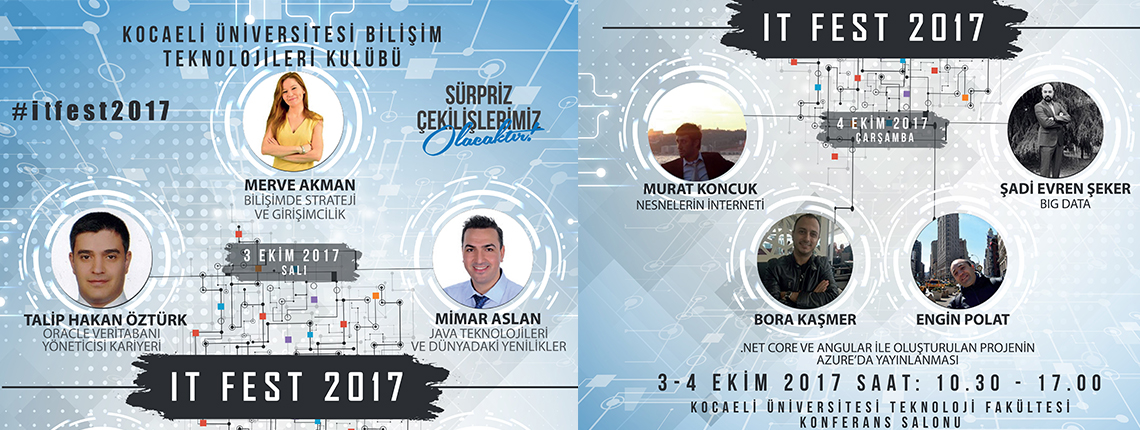 KOCAELİ ÜNİVERSİTESİ BİLİŞİM
TEKNOLOJİLERİ KULÜBÜ
#itfest2017
SÜRPRİZ
ÇEKİLİŞLERİMİZ
Olacaktır!
MERVE AKMAN
BİLİŞİMDE STRATEJİ
VE GİRİŞİMCİLİK
3 EKİM 2017
SALI
TALİP HAKAN ÖZTÜRK
ORACLE VERİTABANI
YÖNETİCISI KARIYERİ
MİMAR ASLAN
JAVA TEKNOLOJİLERİ
VE DÜNYADAKİ YENİLİKLER
IT FEST 2017
IT FEST 2017
4 EKİM 2017
ÇARŞAMBA
MURAT KONCUK
NESNELERİN İNTERNETİ
ŞADİ EVREN ŞEKER
BIG DATA
BORA KAŞMER
ENGİN POLAT
.NET CORE VE ANGULAR İLE OLUŞTURULAN PROJENİN
AZURE'DA YAYINLANMASI
3-4 EKİM 2017 SAAT: 10.30 - 17.00
KOCAELİ ÜNİVERSİTESİ TEKNOLOJİ FAKÜLTESİ
KONFERANS SALONU